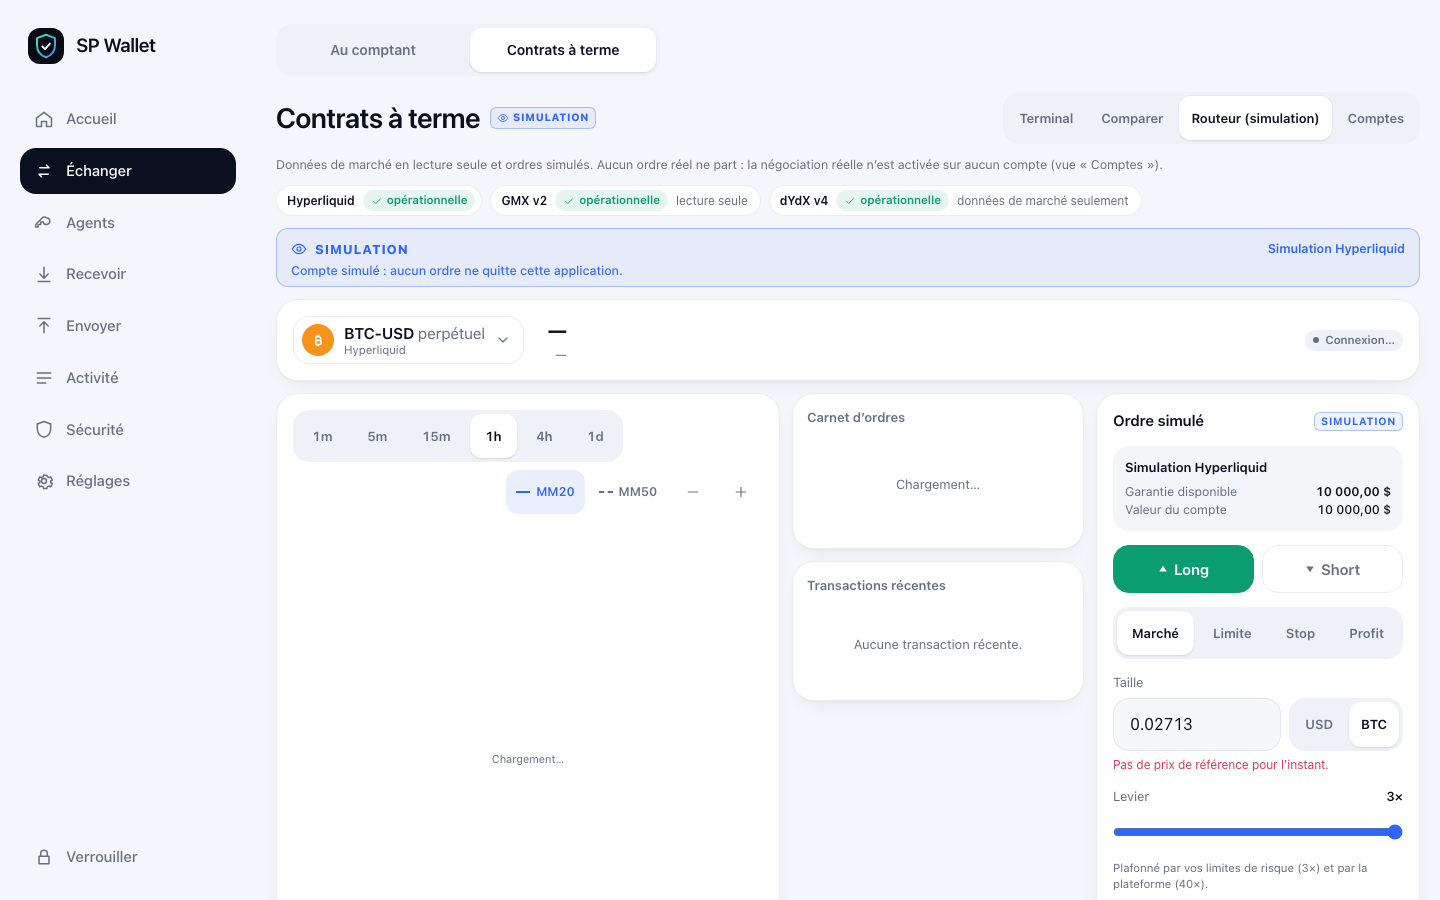 SP Wallet
Au comptant
Contrats à terme
Accueil
Échanger
Agents
Recevoir
Envoyer
Activité
Sécurité
Réglages
Verrouiller
Contrats à terme SIMULATION
Terminal Comparer Routeur (simulation) Comptes
Données de marché en lecture seule et ordres simulés. Aucun ordre réel ne part : la négociation réelle n'est activée sur aucun compte (vue « Comptes »).
Hyperliquid opérationnelle GMX v2 opérationnelle lecture seule dYdX v4 opérationnelle données de marché seulement
SIMULATION
Simulation Hyperliquid
Compte simulé : aucun ordre ne quitte cette application.
BTC-USD perpétuel
Hyperliquid
—
—
Connexion...
1m 5m 15m 1h 4h 1d
MM20 MM50 − +
Chargement...
Carnet d'ordres
Chargement...
Transactions récentes
Aucune transaction récente.
Ordre simulé SIMULATION
Simulation Hyperliquid
Garantie disponible 10 000,00 $
Valeur du compte 10 000,00 $
Long Short
Marché Limite Stop Profit
Taille
0.02713 USD BTC
Pas de prix de référence pour l'instant.
Levier 3×
Plafonné par vos limites de risque (3×) et par la
plateforme (40×).